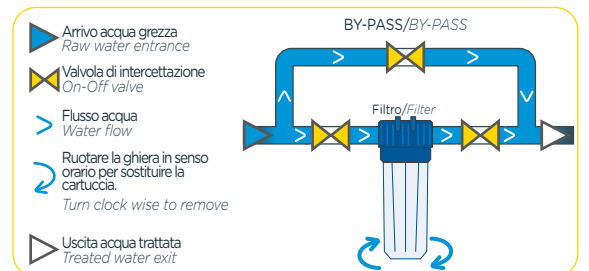 Arrivo acqua grezza
Raw water entrance
Valvola di intercettazione
On-Off valve
Flusso acqua
Water flow
Ruotare la ghiera in senso
orario per sostituire la
cartuccia.
Turn clock wise to remove
Uscita acqua trattata
Treated water exit
BY-PASS/BY-PASS
Filtro/Filter